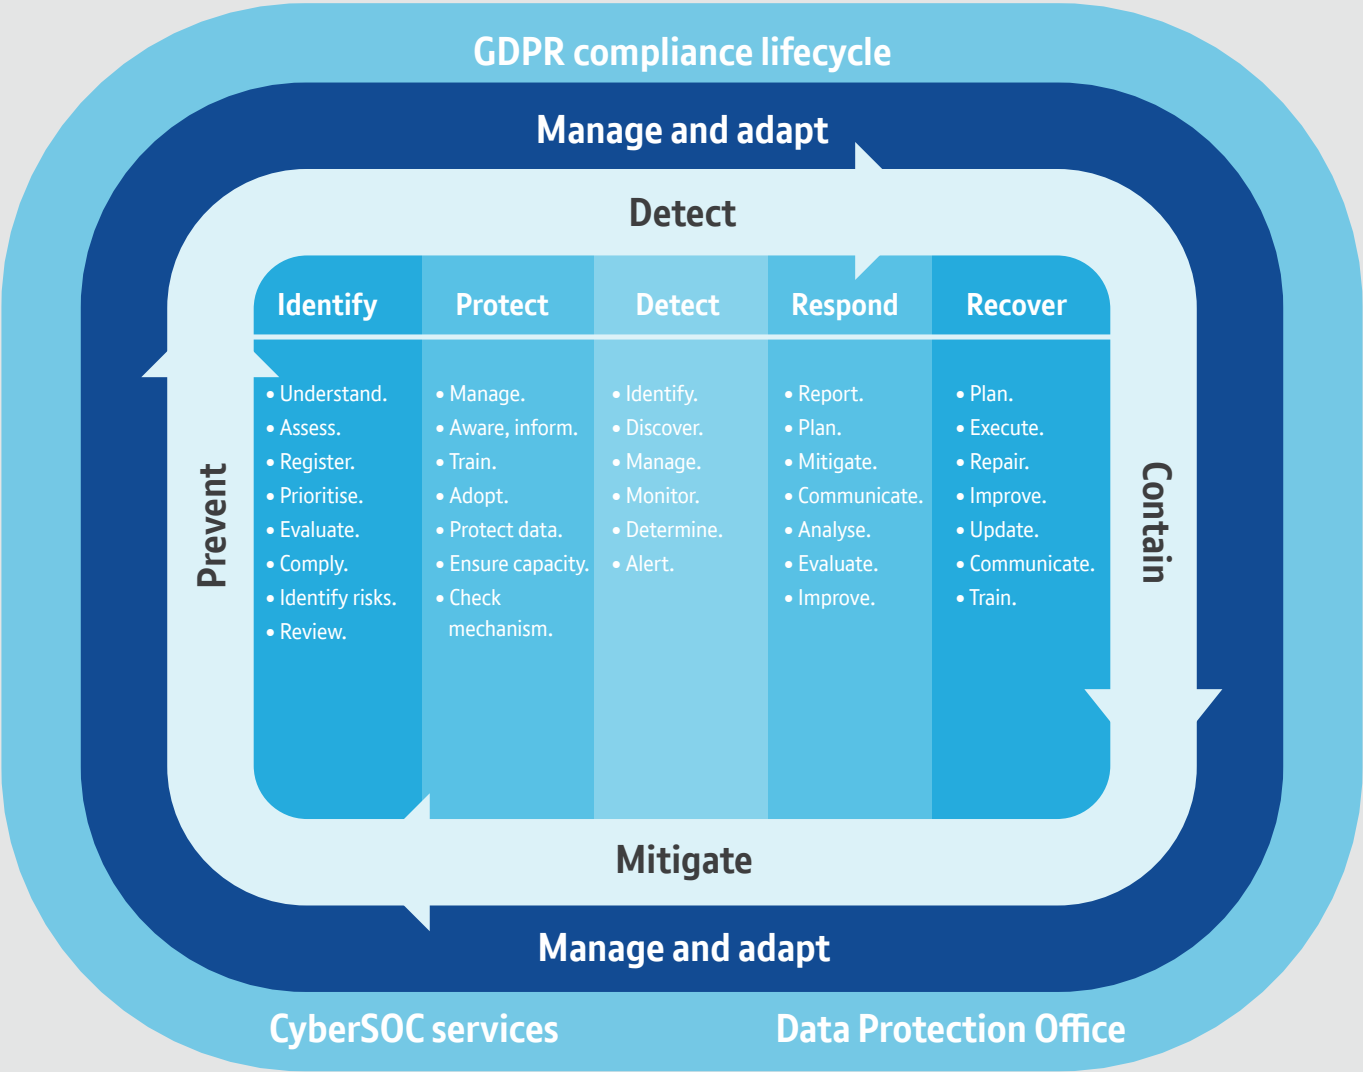 GDPR compliance lifecycle
Manage and adapt
Detect
Prevent
Identify
• Understand.
• Assess.
• Register.
• Prioritise.
• Evaluate.
• Comply.
• Identify risks.
• Review.
Protect
• Manage.
• Aware, inform.
• Train.
• Adopt.
• Protect data.
• Ensure capacity.
• Check
mechanism.
Detect
• Identify.
• Discover.
• Manage.
• Monitor.
• Determine.
• Alert.
Respond
• Report.
• Plan.
• Mitigate.
• Communicate.
• Analyse.
• Evaluate.
• Improve.
Recover
• Plan.
• Execute.
• Repair.
• Improve.
• Update.
• Communicate.
• Train.
Contain
Mitigate
Manage and adapt
CyberSOC services
Data Protection Office